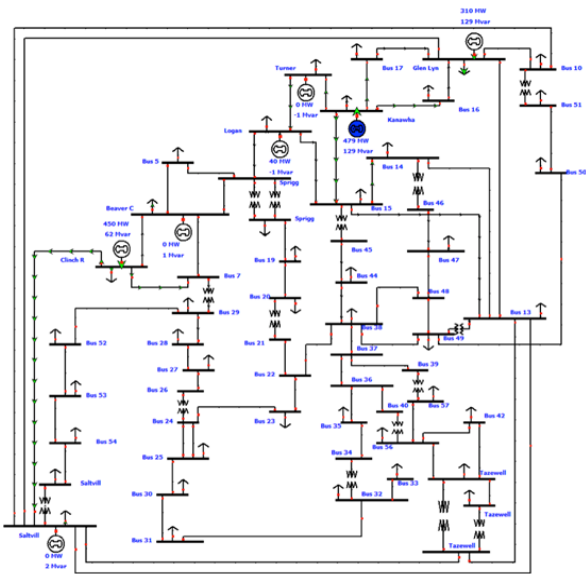 310 MW
129 Mvar
Turner
Bus 17
Glen Lyn
Bus 10
Bus 51
0 MW
-1 Mvar
Kanawha
Bus 16
Logan
479 MW
129 Mvar
40 MW
-1 Mvar
Bus 5
Bus 14
Bus 50
Sprigg
Bus 46
Beaver C
Bus 15
450 MW
62 Mvar
Sprigg
0 MW
1 Mvar
Bus 45
Bus 47
Clinch R
Bus 19
Bus 7
Bus 44
Bus 48
Bus 20
Bus 13
Bus 29
Bus 38
Bus 52
Bus 28
Bus 21
Bus 49
Bus 37
Bus 27
Bus 39
Bus 22
Bus 36
Bus 26
Bus 53
Bus 40
Bus 57
Bus 24
Bus 23
Bus 35
Bus 42
Bus 54
Bus 56
Bus 25
Bus 34
Saltvill
Bus 33
Tazewell
Bus 30
Bus 32
Tazewell
Saltvill
Bus 31
Tazewell
0 MW
2 Mvar